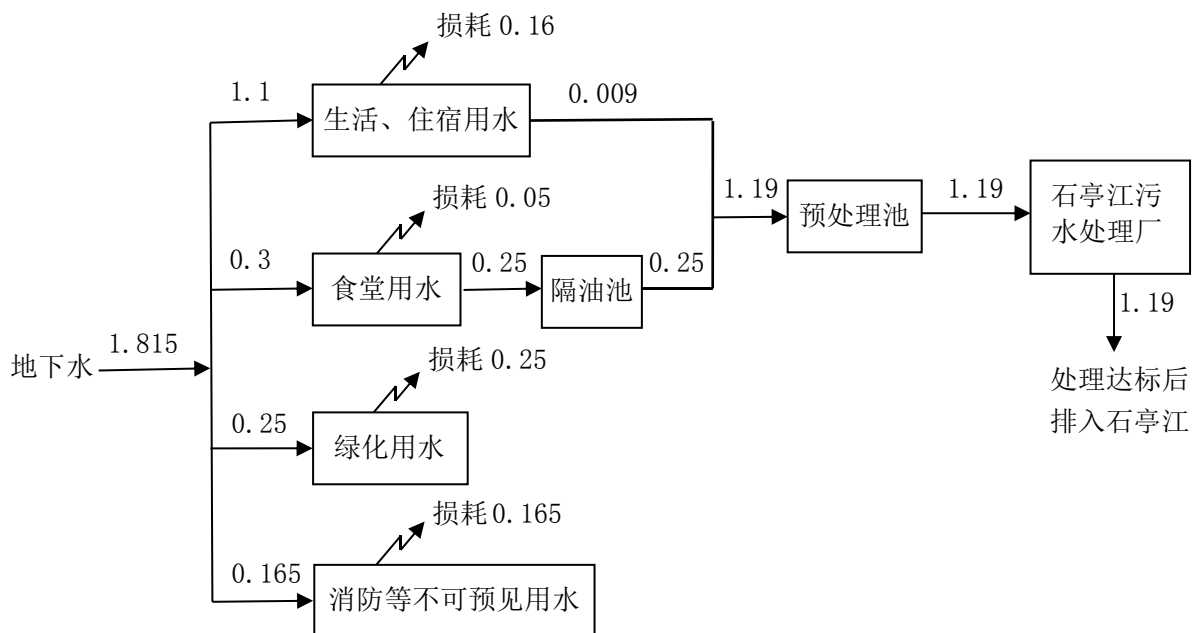 损耗 0.16
1.1
生活、住宿用水
0.009
损耗 0.05
0.3
食堂用水
0.25
隔油池
0.25
1.19
预处理池
1.19
石亭江污
水处理厂
1.19
处理达标后
排入石亭江
地下水
1.815
损耗 0.25
0.25
绿化用水
损耗 0.165
0.165
消防等不可预见用水